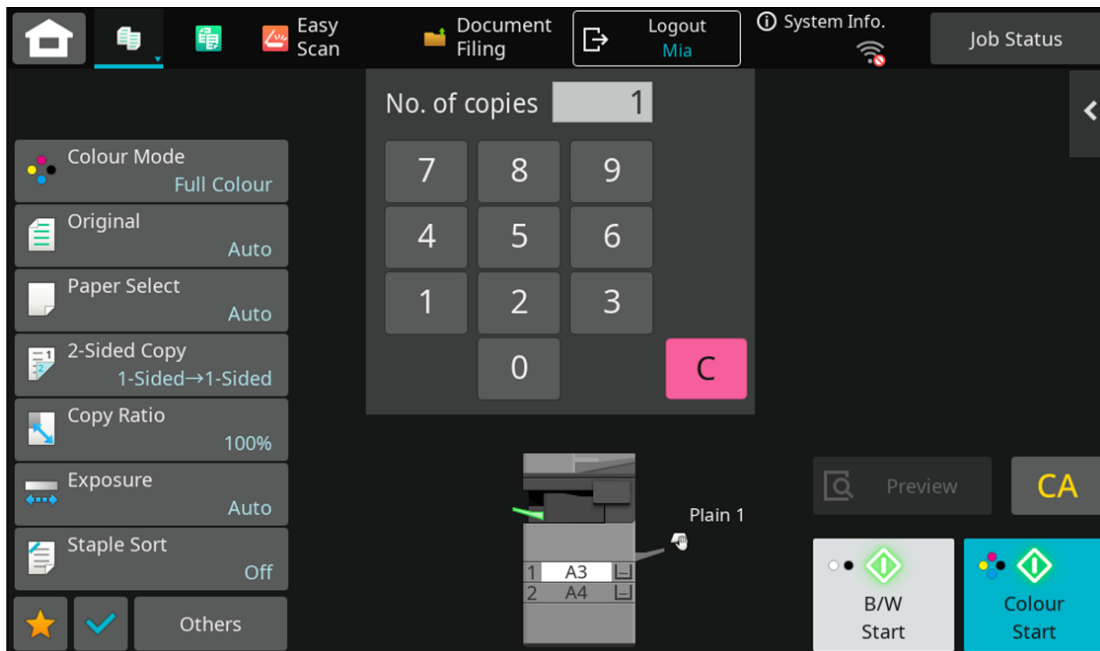 Easy
Scan
Document
Filing
Logout
Mia
System Info.
Job Status
No. of copies 1
7 8 9
4 5 6
1 2 3
0 C
Colour Mode
Full Colour
Original
Auto
Paper Select
Auto
2-Sided Copy
1-Sided→1-Sided
Copy Ratio
100%
Exposure
Auto
Staple Sort
Off
Others
Plain 1
1 A3
2 A4
Preview
CA
B/W
Start
Colour
Start